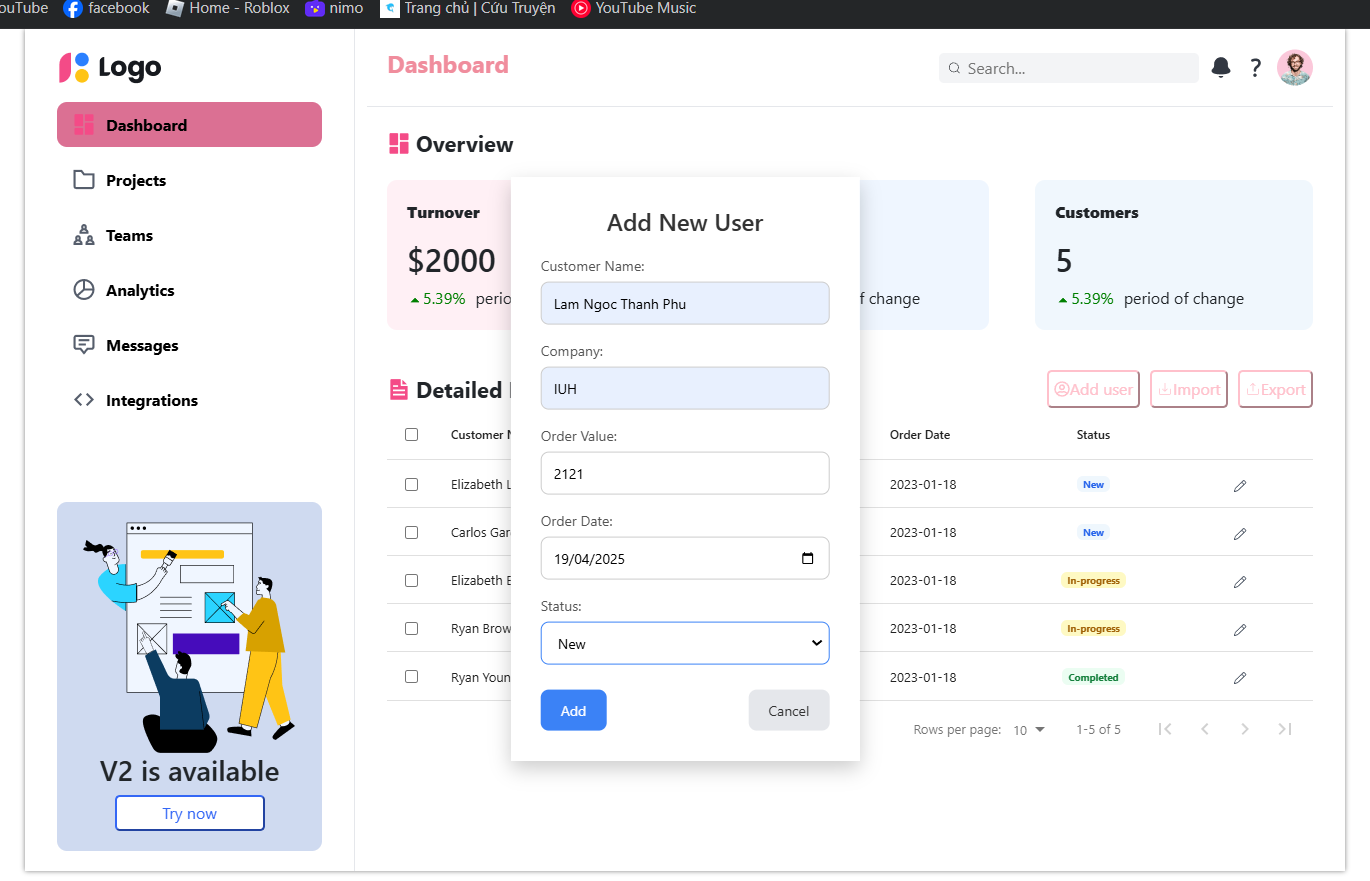 ouTube facebook Home - Roblox nimo Trang chủ | Cứu Truyện YouTube Music
Logo
Dashboard
Projects
Teams
Analytics
Messages
Integrations
V2 is available
Try now
Dashboard
Search...
?
Overview
Turnover
$2000
5.39% perio
f change
Customers
5
5.39% period of change
Detailed
Add user Import Export
Customer Order Date Status
Elizabeth 2023-01-18 New
Carlos Gar 2023-01-18 New
Elizabeth 2023-01-18 In-progress
Ryan Brow 2023-01-18 In-progress
Ryan Youn 2023-01-18 Completed
Rows per page: 10 1-5 of 5
Add New User
Customer Name:
Lam Ngoc Thanh Phu
Company:
IUH
Order Value:
2121
Order Date:
19/04/2025
Status:
New
Add Cancel